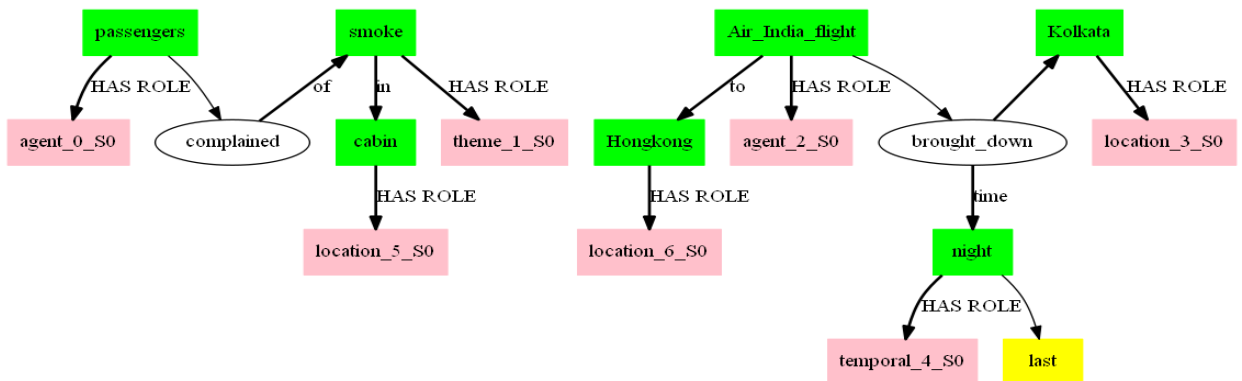 passengers smoke Air_India_flight Kolkata
HAS ROLE of in HAS ROLE to HAS ROLE HAS ROLE
agent_0_S0 complained cabin theme_1_S0 Hongkong agent_2_S0 brought_down location_3_S0
HAS ROLE HAS ROLE time
location_5_S0 location_6_S0 night
HAS ROLE
temporal_4_S0 last